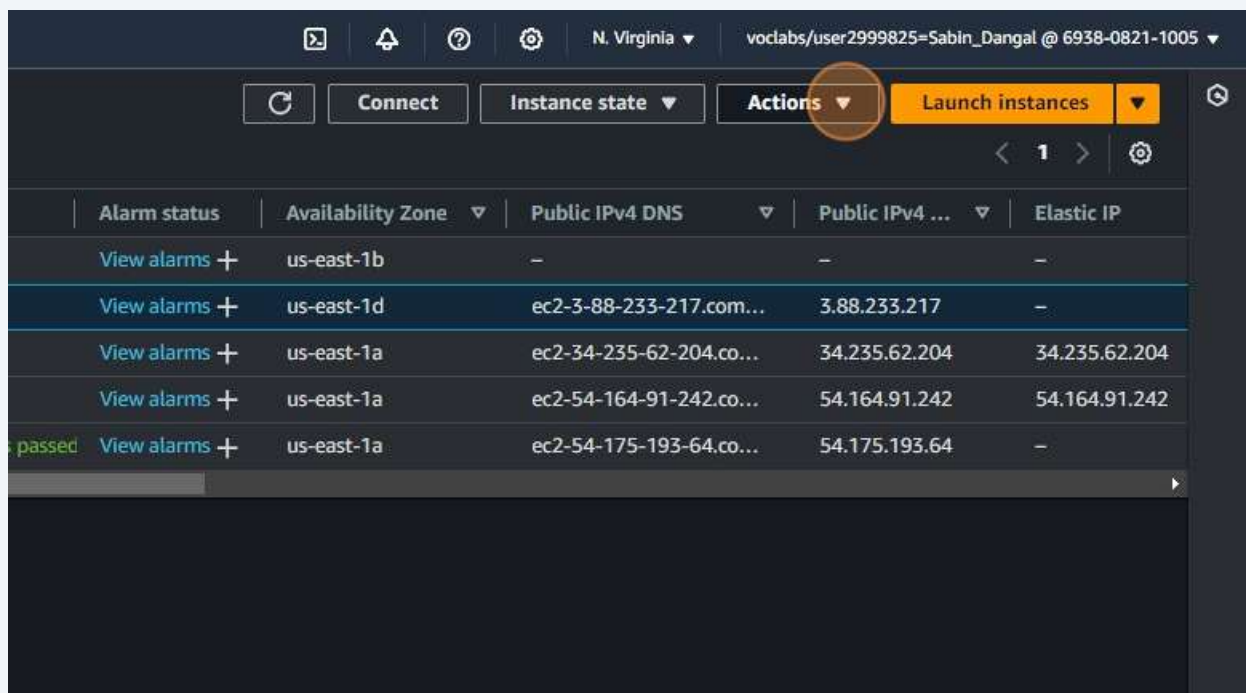 N. Virginia ▼ voclabs/user2999825=Sabin_Dangal @ 6938-0821-1005 ▼
Connect Instance state ▼ Actions ▼ Launch instances ▼
< 1 >
Alarm status Availability Zone Public IPv4 DNS Public IPv4 ... Elastic IP
View alarms + us-east-1b – – –
View alarms + us-east-1d ec2-3-88-233-217.com... 3.88.233.217 –
View alarms + us-east-1a ec2-34-235-62-204.co... 34.235.62.204 34.235.62.204
View alarms + us-east-1a ec2-54-164-91-242.co... 54.164.91.242 54.164.91.242
passed View alarms + us-east-1a ec2-54-175-193-64.co... 54.175.193.64 –